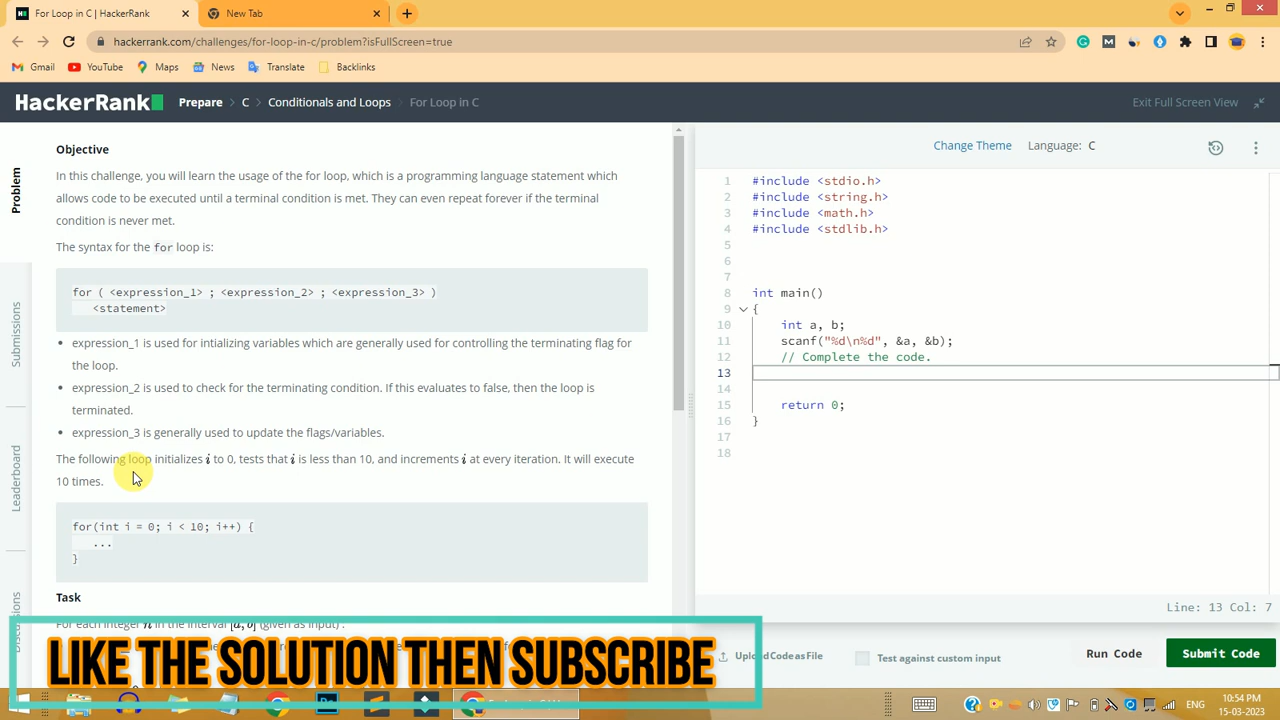 For Loop in C | HackerRank
New Tab
hackerrank.com/challenges/for-loop-in-c/problem?isFullScreen=true
Gmail YouTube Maps News Translate Backlinks
HackerRank Prepare > C > Conditionals and Loops > For Loop in C Exit Full Screen View
Problem
Submissions
Leaderboard
Discussions
Objective
In this challenge, you will learn the usage of the for loop, which is a programming language statement which
allows code to be executed until a terminal condition is met. They can even repeat forever if the terminal
condition is never met.
The syntax for the for loop is:
for ( <expression_1> ; <expression_2> ; <expression_3> )
<statement>
• expression_1 is used for intializing variables which are generally used for controlling the terminating flag for
the loop.
• expression_2 is used to check for the terminating condition. If this evaluates to false, then the loop is
terminated.
• expression_3 is generally used to update the flags/variables.
The following loop initializes i to 0, tests that i is less than 10, and increments i at every iteration. It will execute
10 times.
for(int i = 0; i < 10; i++) {
...
}
Task
For each integer n in the interval [a, b] (given as input) :
Change Theme Language: C
1 #include <stdio.h>
2 #include <string.h>
3 #include <math.h>
4 #include <stdlib.h>
5
6
7
8 int main()
9 {
10 int a, b;
11 scanf("%d\n%d", &a, &b);
12 // Complete the code.
13
14
15 return 0;
16 }
17
18
Line: 13 Col: 7
Upload Code as File Test against custom input Run Code Submit Code
LIKE THE SOLUTION THEN SUBSCRIBE
ENG
10:54 PM
15-03-2023